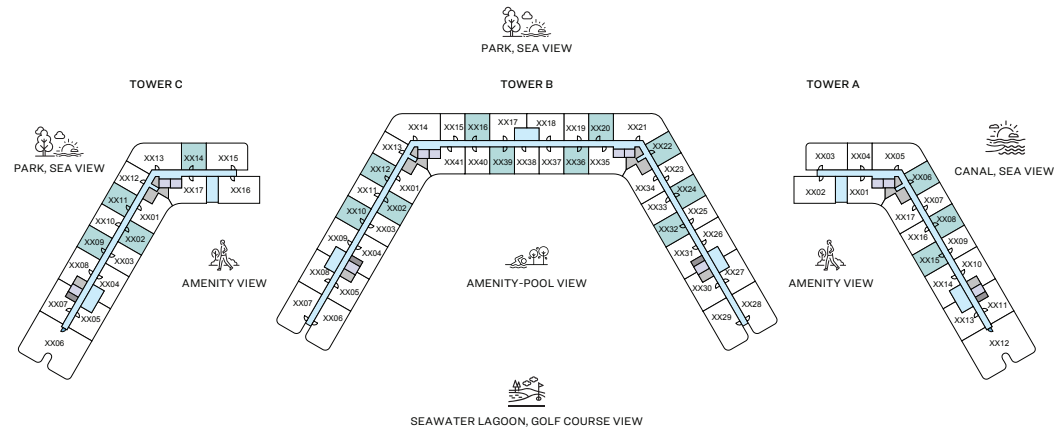 PARK, SEA VIEW
TOWER C
TOWER B
TOWER A
PARK, SEA VIEW
CANAL, SEA VIEW
XX13
XX14
XX15
XX12
XX17
XX16
XX11
XX01
XX10
XX02
XX09
XX03
XX08
XX04
XX07
XX05
XX06
AMENITY VIEW
XX14
XX15
XX16
XX17
XX18
XX19
XX20
XX21
XX13
XX41
XX40
XX39
XX38
XX37
XX36
XX35
XX22
XX12
XX01
XX34
XX23
XX11
XX02
XX33
XX24
XX10
XX03
XX32
XX25
XX09
XX04
XX31
XX26
XX08
XX05
XX30
XX27
XX07
XX06
XX29
XX28
AMENITY-POOL VIEW
XX03
XX04
XX05
XX02
XX01
XX06
XX17
XX07
XX16
XX08
XX15
XX09
XX14
XX10
XX13
XX11
XX12
AMENITY VIEW
SEAWATER LAGOON, GOLF COURSE VIEW